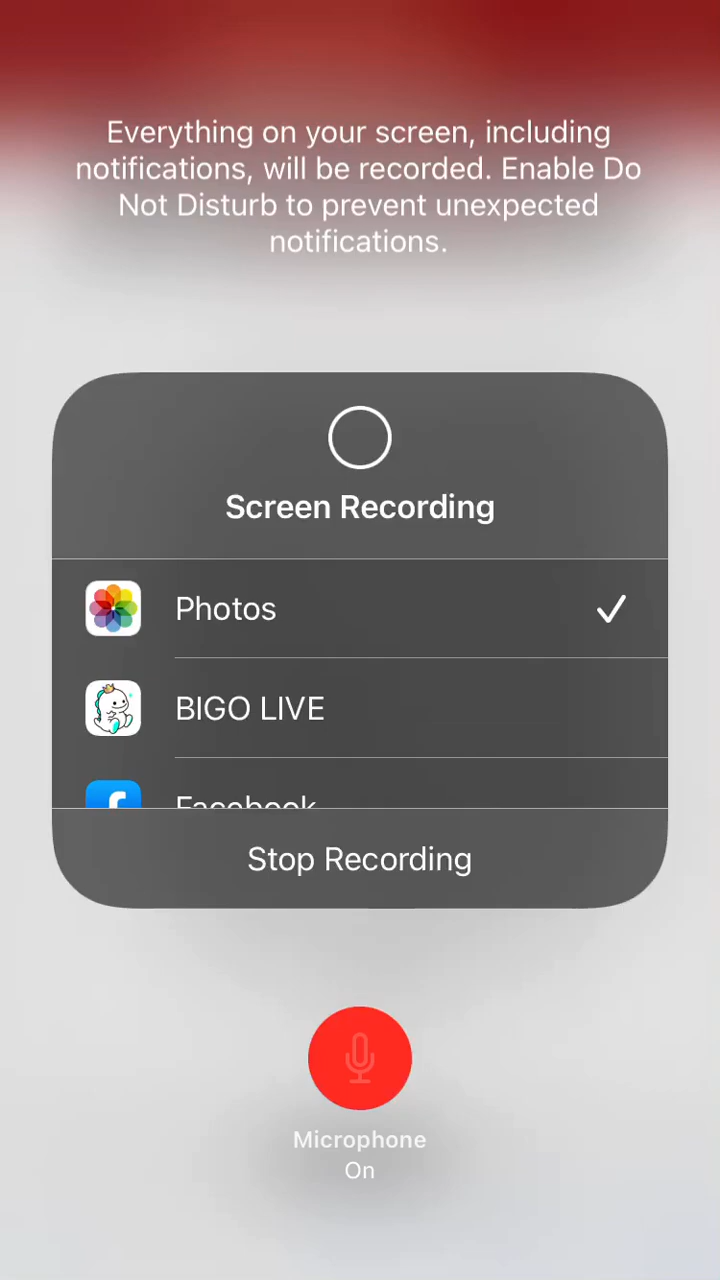 Everything on your screen, including
notifications, will be recorded. Enable Do
Not Disturb to prevent unexpected
notifications.
Screen Recording
Photos
BIGO LIVE
Facebook
Stop Recording
Microphone
On